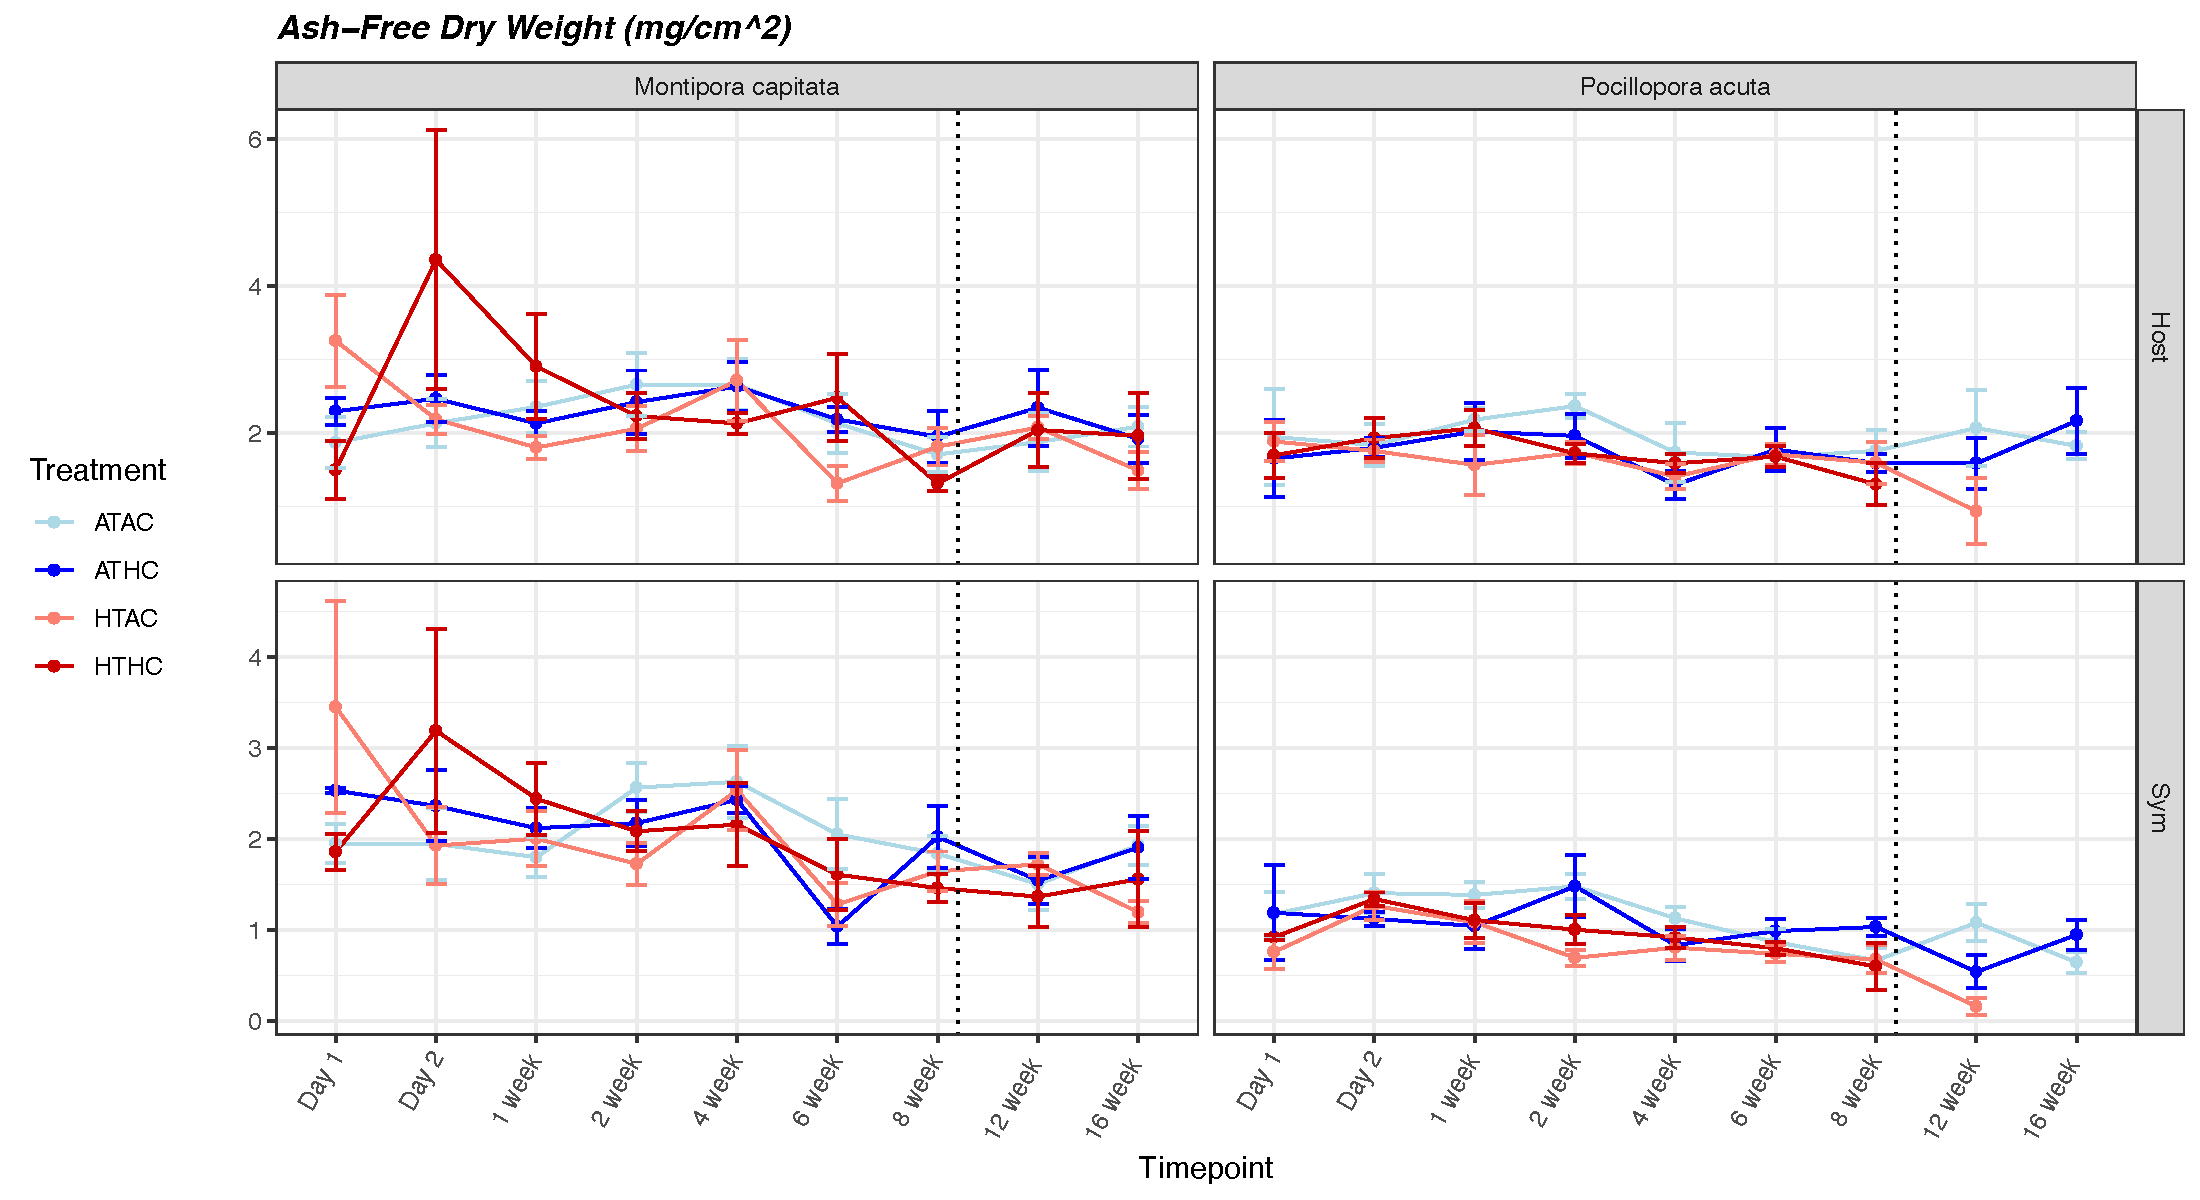 Ash−Free Dry Weight (mg/cm^2)
Montipora capitata
Pocillopora acuta
6
4
2
Host
4
3
2
1
0
Sym
Treatment
ATAC
ATHC
HTAC
HTHC
Day 1
Day 2
1 week
2 week
4 week
6 week
8 week
12 week
16 week
Day 1
Day 2
1 week
2 week
4 week
6 week
8 week
12 week
16 week
Timepoint